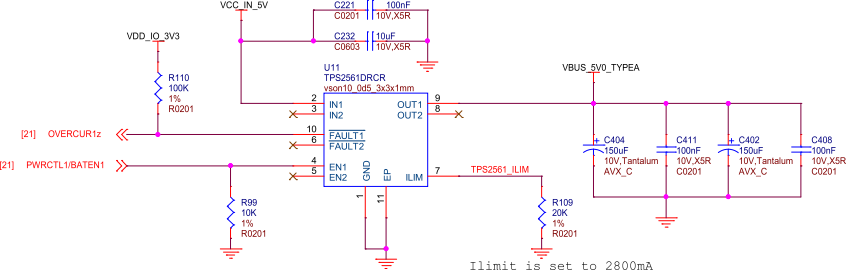 VCC_IN_5V
C221 100nF
C0201 10V,X5R
C232 10uF
C0603 10V,X5R
VDD_IO_3V3
R110
100K
1%
R0201
U11
TPS2561DRCR
vson10_0d5_3x3x1mm
2 IN1
3 IN2
10 FAULT1
6 FAULT2
4 EN1
5 EN2
OUT1 9
OUT2 8
ILIM 7
GND 1
EP 11
[21] OVERCUR1z
[21] PWRCTL1/BATEN1
R99
10K
1%
R0201
TPS2561_ILIM
R109
20K
1%
R0201
VBUS_5V0_TYPEA
C404
150uF
10V,Tantalum
AVX_C
C411
100nF
10V,X5R
C0201
C402
150uF
10V,Tantalum
AVX_C
C408
100nF
10V,X5R
C0201
Ilimit is set to 2800mA